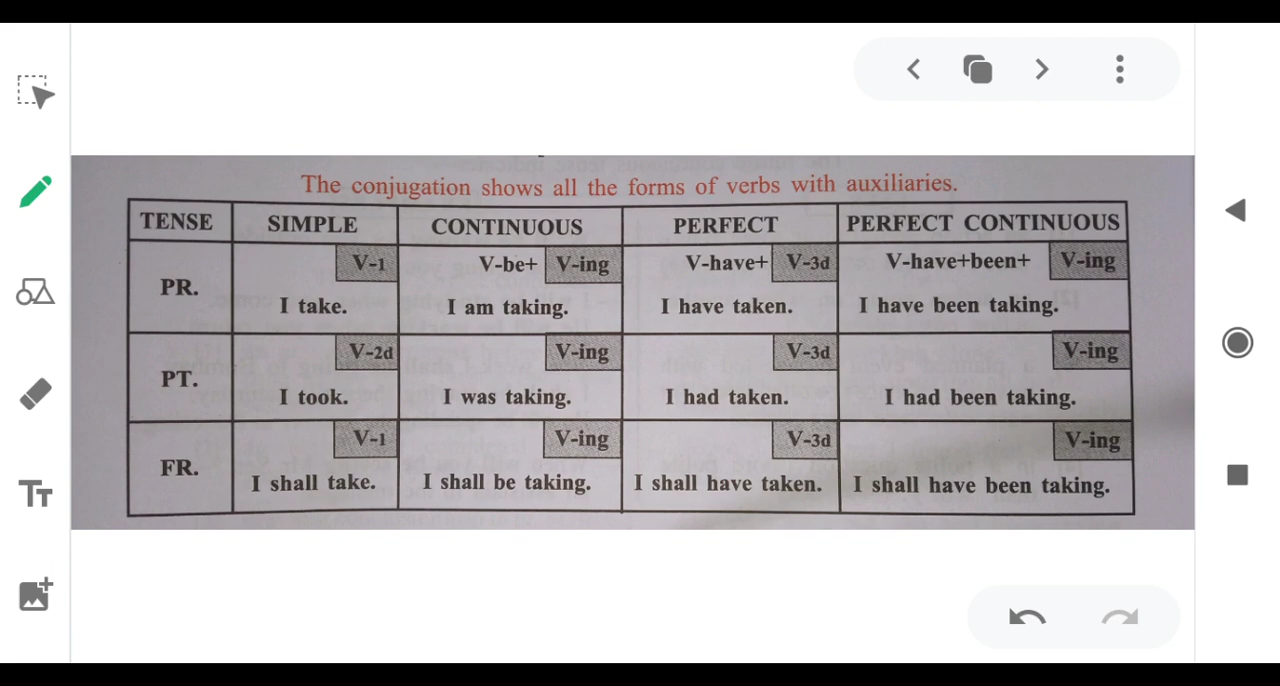 The conjugation shows all the forms of verbs with auxiliaries.
TENSE SIMPLE CONTINUOUS PERFECT PERFECT CONTINUOUS
V-1 V-be+ V-ing V-have+ V-3d V-have+been+ V-ing
PR.
I take. I am taking. I have taken. I have been taking.
V-2d V-ing V-3d V-ing
PT.
I took. I was taking. I had taken. I had been taking.
V-1 V-ing V-3d V-ing
FR.
I shall take. I shall be taking. I shall have taken. I shall have been taking.